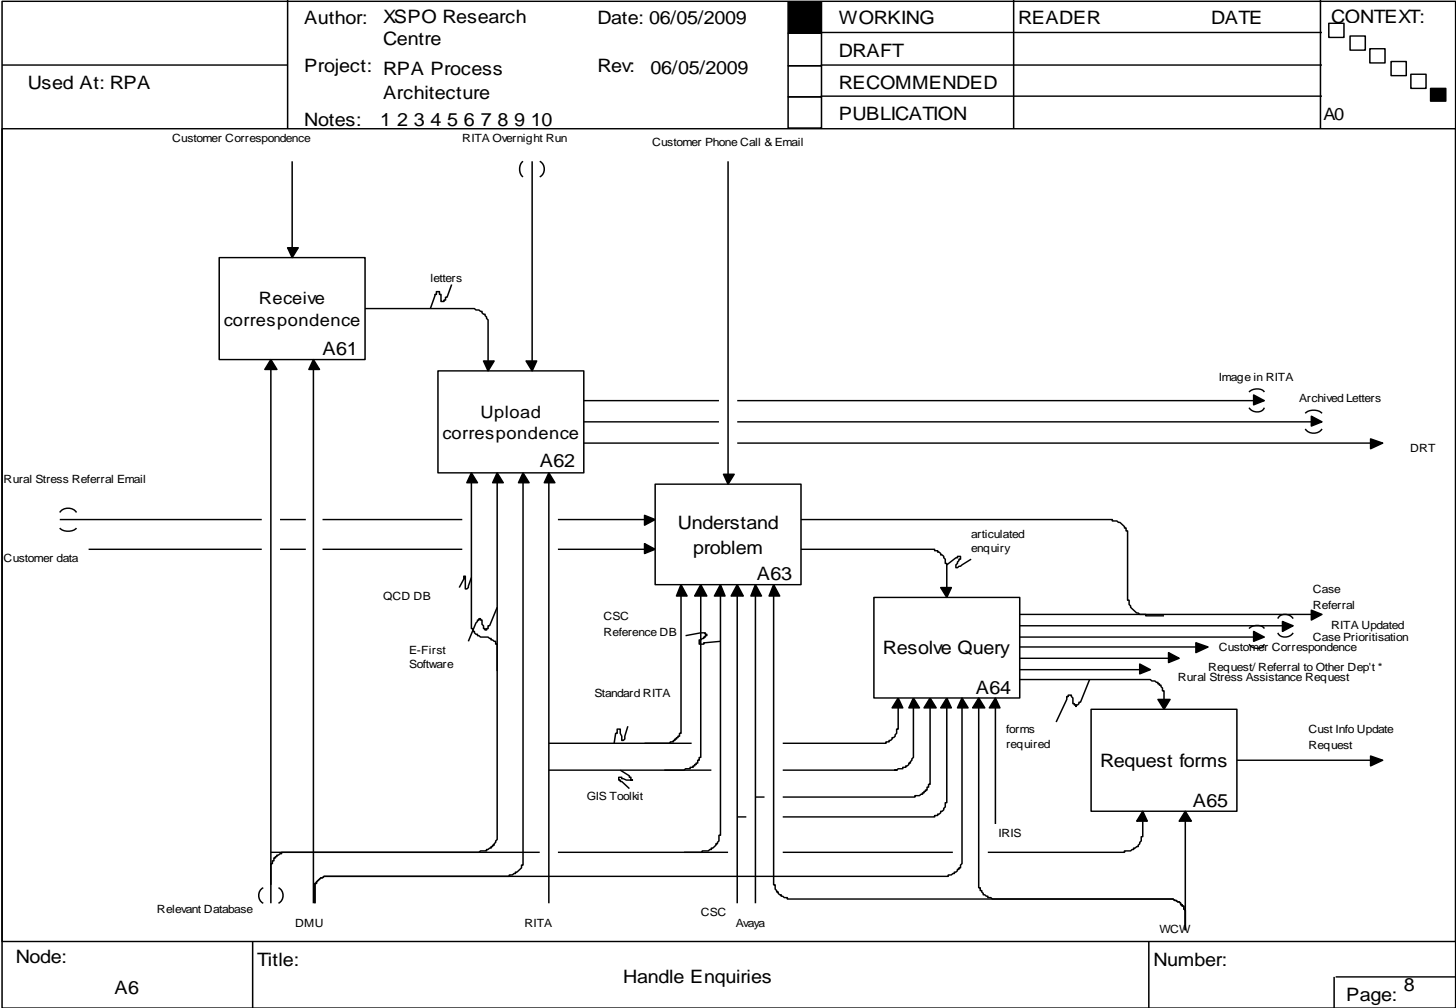 Used At: RPA
Author: XSPO Research
Centre
Project: RPA Process
Architecture
Notes: 1 2 3 4 5 6 7 8 9 10
Date: 06/05/2009
Rev: 06/05/2009
WORKING
DRAFT
RECOMMENDED
PUBLICATION
READER DATE
CONTEXT:
A0
Customer Correspondence
RITA Overnight Run
Customer Phone Call & Email
Receive
correspondence
A61
letters
Upload
correspondence
A62
Image in RITA
Archived Letters
DRT
Rural Stress Referral Email
Customer data
Understand
problem
A63
articulated
enquiry
QCD DB
E-First
Software
CSC
Reference DB
Standard RITA
GIS Toolkit
Resolve Query
A64
Case
Referral
RITA Updated
Case Prioritisation
Customer Correspondence
Request/ Referral to Other Dep't *
Rural Stress Assistance Request
forms
required
Request forms
A65
Cust Info Update
Request
IRIS
Relevant Database
DMU
RITA
CSC
Avaya
WCW
Node:
A6
Title:
Handle Enquiries
Number:
Page: 8